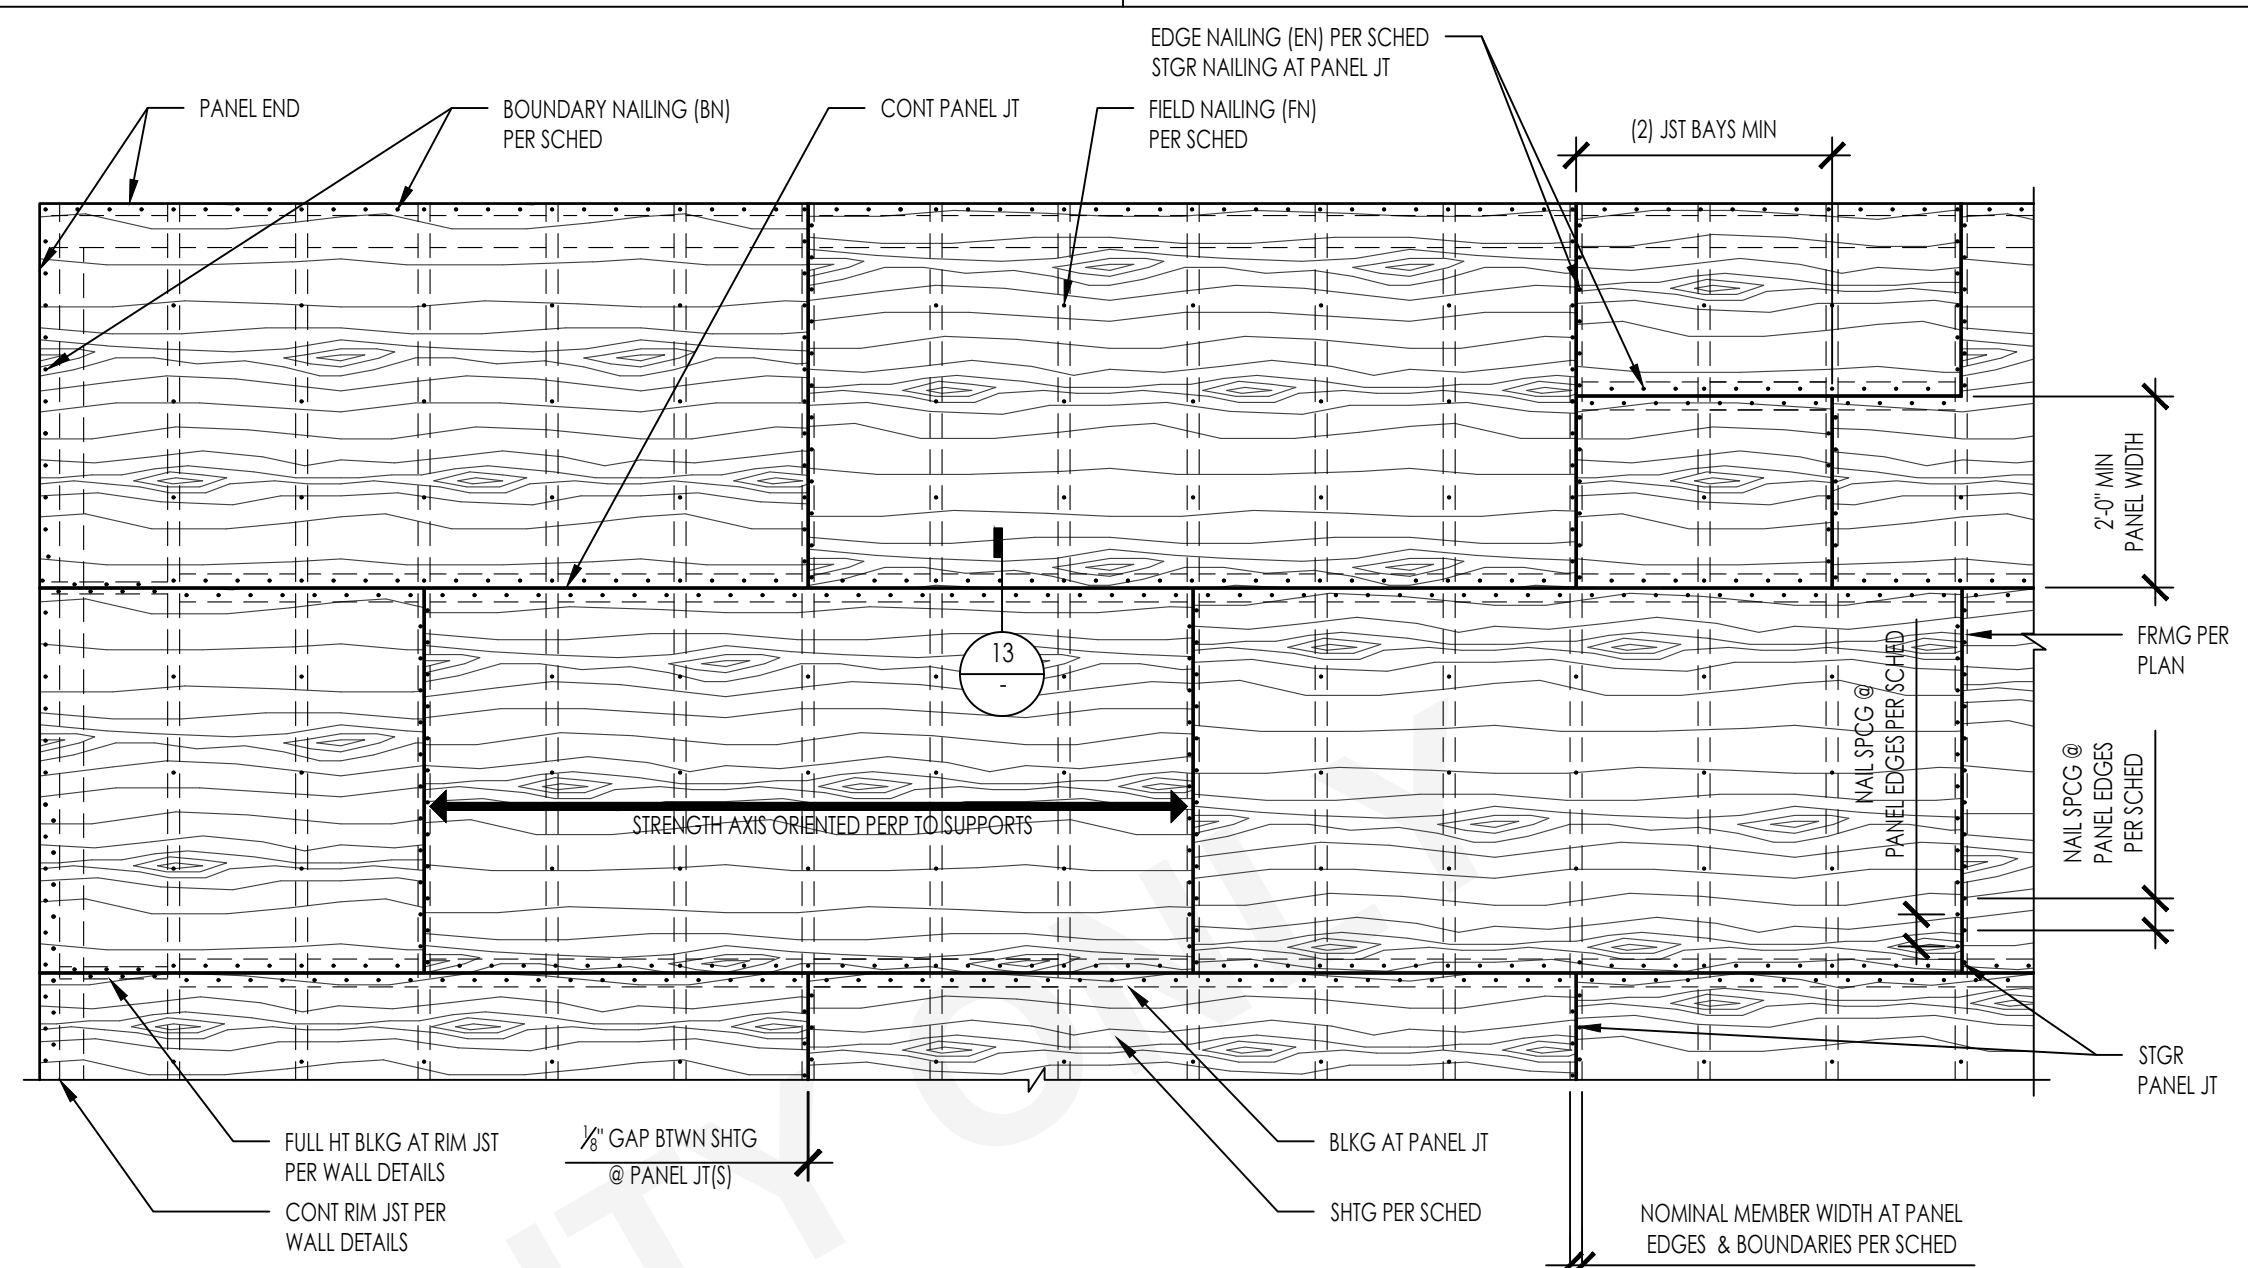 EDGE NAILING (EN) PER SCHED
STGR NAILING AT PANEL JT
PANEL END
BOUNDARY NAILING (BN)
PER SCHED
CONT PANEL JT
FIELD NAILING (FN)
PER SCHED
(2) JST BAYS MIN
2'-0" MIN
PANEL WIDTH
13
-
FRMG PER
PLAN
NAIL SPCG @
PANEL EDGES PER SCHED
NAIL SPCG @
PANEL EDGES
PER SCHED
STRENGTH AXIS ORIENTED PERP TO SUPPORTS
STGR
PANEL JT
FULL HT BLKG AT RIM JST
PER WALL DETAILS
1/8" GAP BTWN SHTG
@ PANEL JT(S)
BLKG AT PANEL JT
CONT RIM JST PER
WALL DETAILS
SHTG PER SCHED
NOMINAL MEMBER WIDTH AT PANEL
EDGES & BOUNDARIES PER SCHED
ITY ONLY